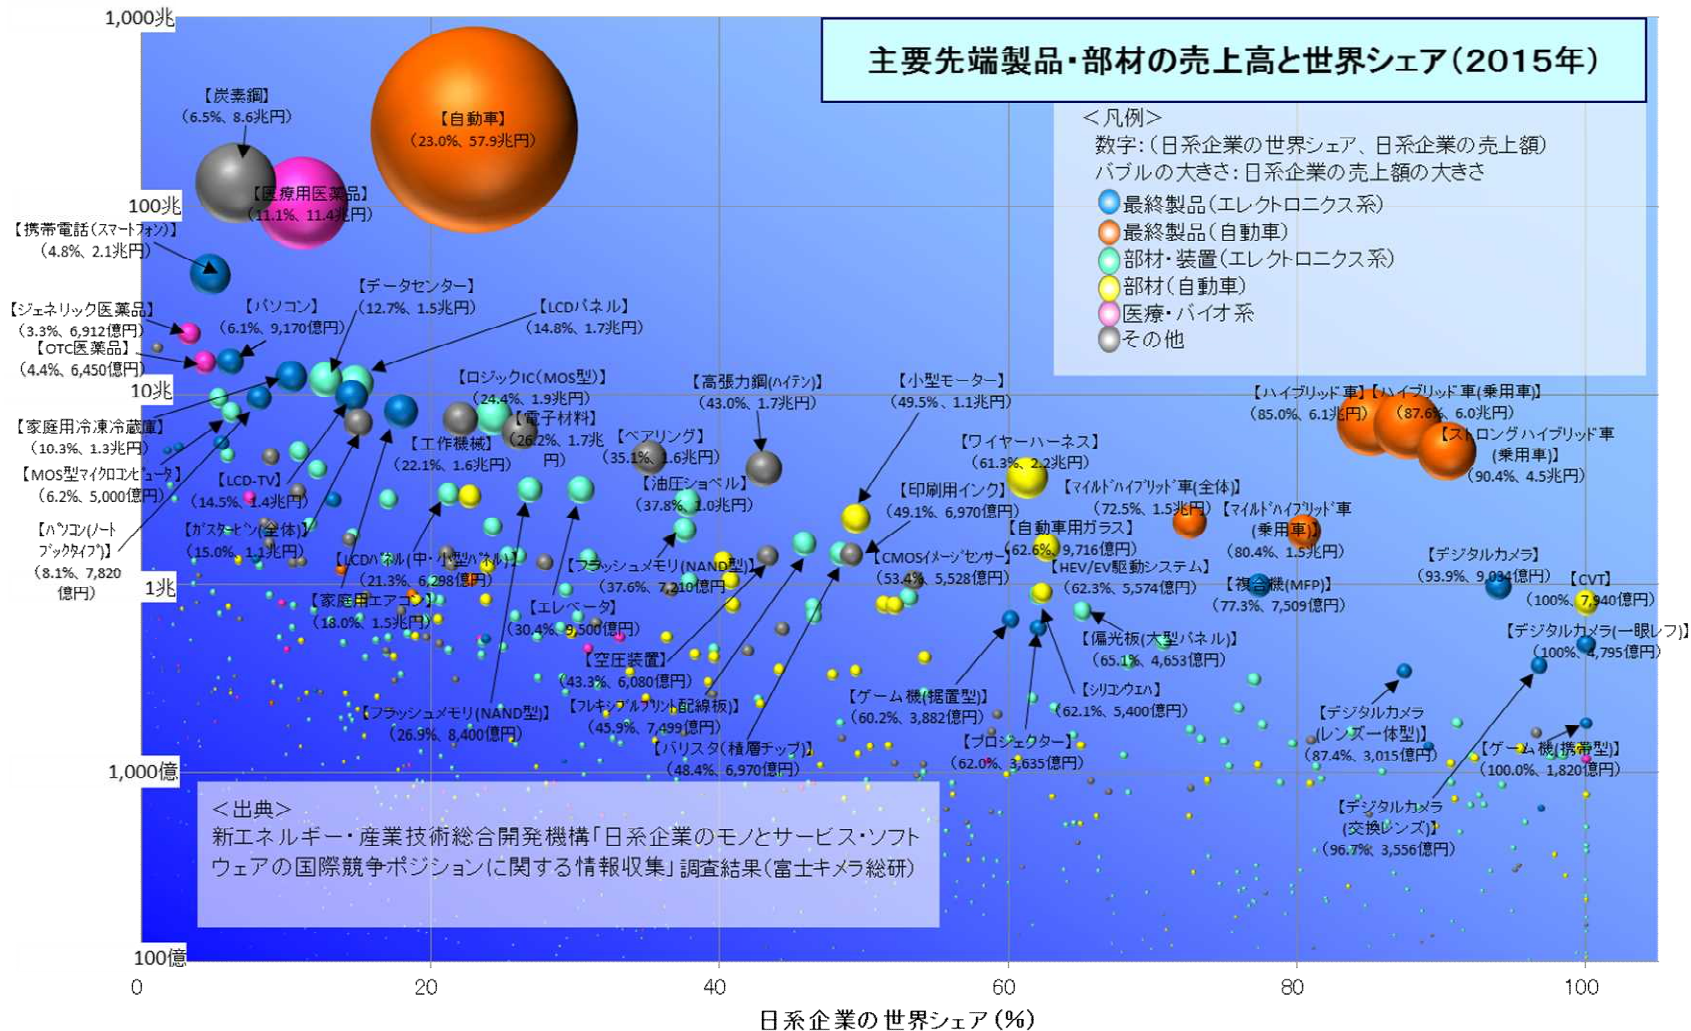 主要先端製品・部材の売上高と世界シェア(2015年)
<凡例>
数字:(日系企業の世界シェア、日系企業の売上額)
バブルの大きさ:日系企業の売上額の大きさ
最終製品(エレクトロニクス系)
最終製品(自動車)
部材・装置(エレクトロニクス系)
部材(自動車)
医療・バイオ系
その他
1,000兆
100兆
10兆
1兆
1,000億
100億
【炭素鋼】
(6.5%、8.6兆円)
【自動車】
(23.0%、57.9兆円)
【医療用医薬品】
(11.1%、11.4兆円)
【携帯電話(スマートフォン)】
(4.8%、2.1兆円)
【ジェネリック医薬品】
(3.3%、6,912億円)
【OTC医薬品】
(4.4%、6,450億円)
【パソコン】
(6.1%、9,170億円)
【データセンター】
(12.7%、1.5兆円)
【LCDパネル】
(14.8%、1.7兆円)
【家庭用冷凍冷蔵庫】
(10.3%、1.3兆円)
【MOS型マイクロコンピュータ】
(6.2%、5,000億円)
【パソコン(ノート
ブックタイプ)】
(8.1%、7,820
億円)
【LCD-TV】
(14.5%、1.4兆円)
【ガスタービン(全体)】
(15.0%、1.1兆円)
【ロジックIC(MOS型)】
(24.4%、1.9兆円)
【電子材料】
(26.2%、1.7兆
円)
【工作機械】
(22.1%、1.6兆円)
【LCDパネル(中・小型パネル)】
(21.3%、6,298億円)
【家庭用エアコン】
(18.0%、1.5兆円)
【フラッシュメモリ(NAND型)】
(26.9%、8,400億円)
【エレベータ】
(30.4%、9,500億円)
【ベアリング】
(35.1%、1.6兆円)
【油圧ショベル】
(37.8%、1.0兆円)
【フラッシュメモリ(NAND型)】
(37.6%、7,210億円)
【高張力鋼(ハイテン)】
(43.0%、1.7兆円)
【空圧装置】
(43.3%、6,080億円)
【フレキシブルプリント配線板)】
(45.9%、7,499億円)
【バリスタ(積層チップ)】
(48.4%、6,970億円)
【小型モーター】
(49.5%、1.1兆円)
【印刷用インク】
(49.1%、6,970億円)
【CMOSイメージセンサー】
(53.4%、5,528億円)
【ワイヤーハーネス】
(61.3%、2.2兆円)
【自動車用ガラス】
(62.6%、9,716億円)
【HEV/EV駆動システム】
(62.3%、5,574億円)
【ゲーム機(据置型)】
(60.2%、3,882億円)
【プロジェクター】
(62.0%、3,635億円)
【シリコンウエハ】
(62.1%、5,400億円)
【偏光板(大型パネル)】
(65.1%、4,653億円)
【マイルドハイブリッド車(全体)】
(72.5%、1.5兆円)
【マイルドハイブリッド車
(乗用車)】
(80.4%、1.5兆円)
【複合機(MFP)】
(77.3%、7,509億円)
【ハイブリッド車】
(85.0%、6.1兆円)
【ハイブリッド車(乗用車)】
(87.6%、6.0兆円)
【ストロングハイブリッド車
(乗用車)】
(90.4%、4.5兆円)
【デジタルカメラ】
(93.9%、9,034億円)
【CVT】
(100%、7,940億円)
【デジタルカメラ(一眼レフ)】
(100%、4,795億円)
【デジタルカメラ
(レンズ一体型)】
(87.4%、3,015億円)
【ゲーム機(携帯型)】
(100.0%、1,820億円)
【デジタルカメラ
(交換レンズ)】
(96.7%、3,556億円)
<出典>
新エネルギー・産業技術総合開発機構「日系企業のモノとサービス・ソフト
ウェアの国際競争ポジションに関する情報収集」調査結果(富士キメラ総研)
0
20
40
60
80
100
日系企業の世界シェア(%)